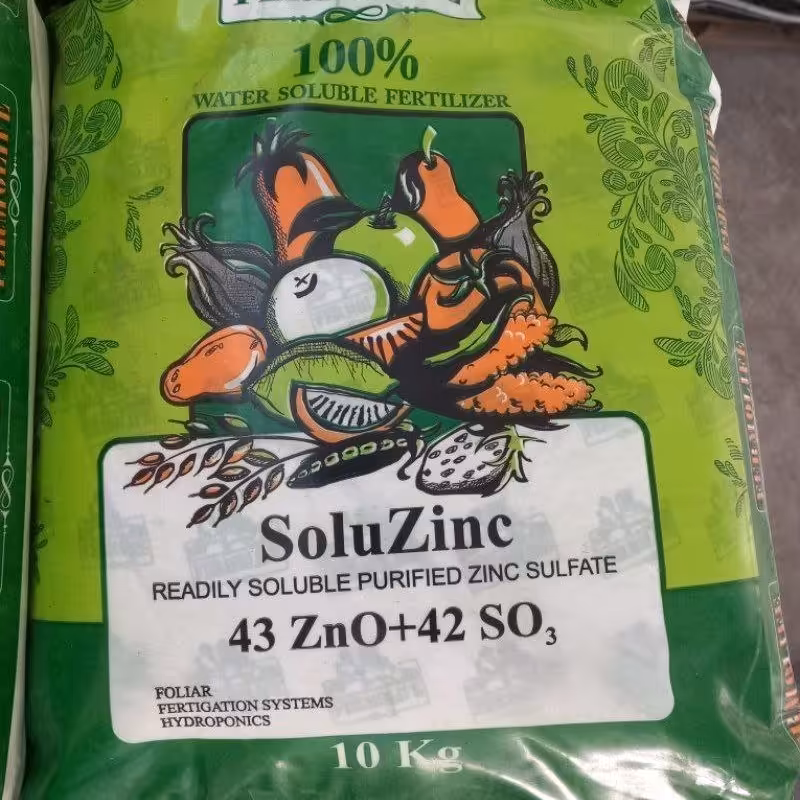 100%
WATER SOLUBLE FERTILIZER
SoluZinc
READILY SOLUBLE PURIFIED ZINC SULFATE
43 ZnO+42 SO₃
FOLIAR
FERTIGATION SYSTEMS
HYDROPONICS
10 Kg